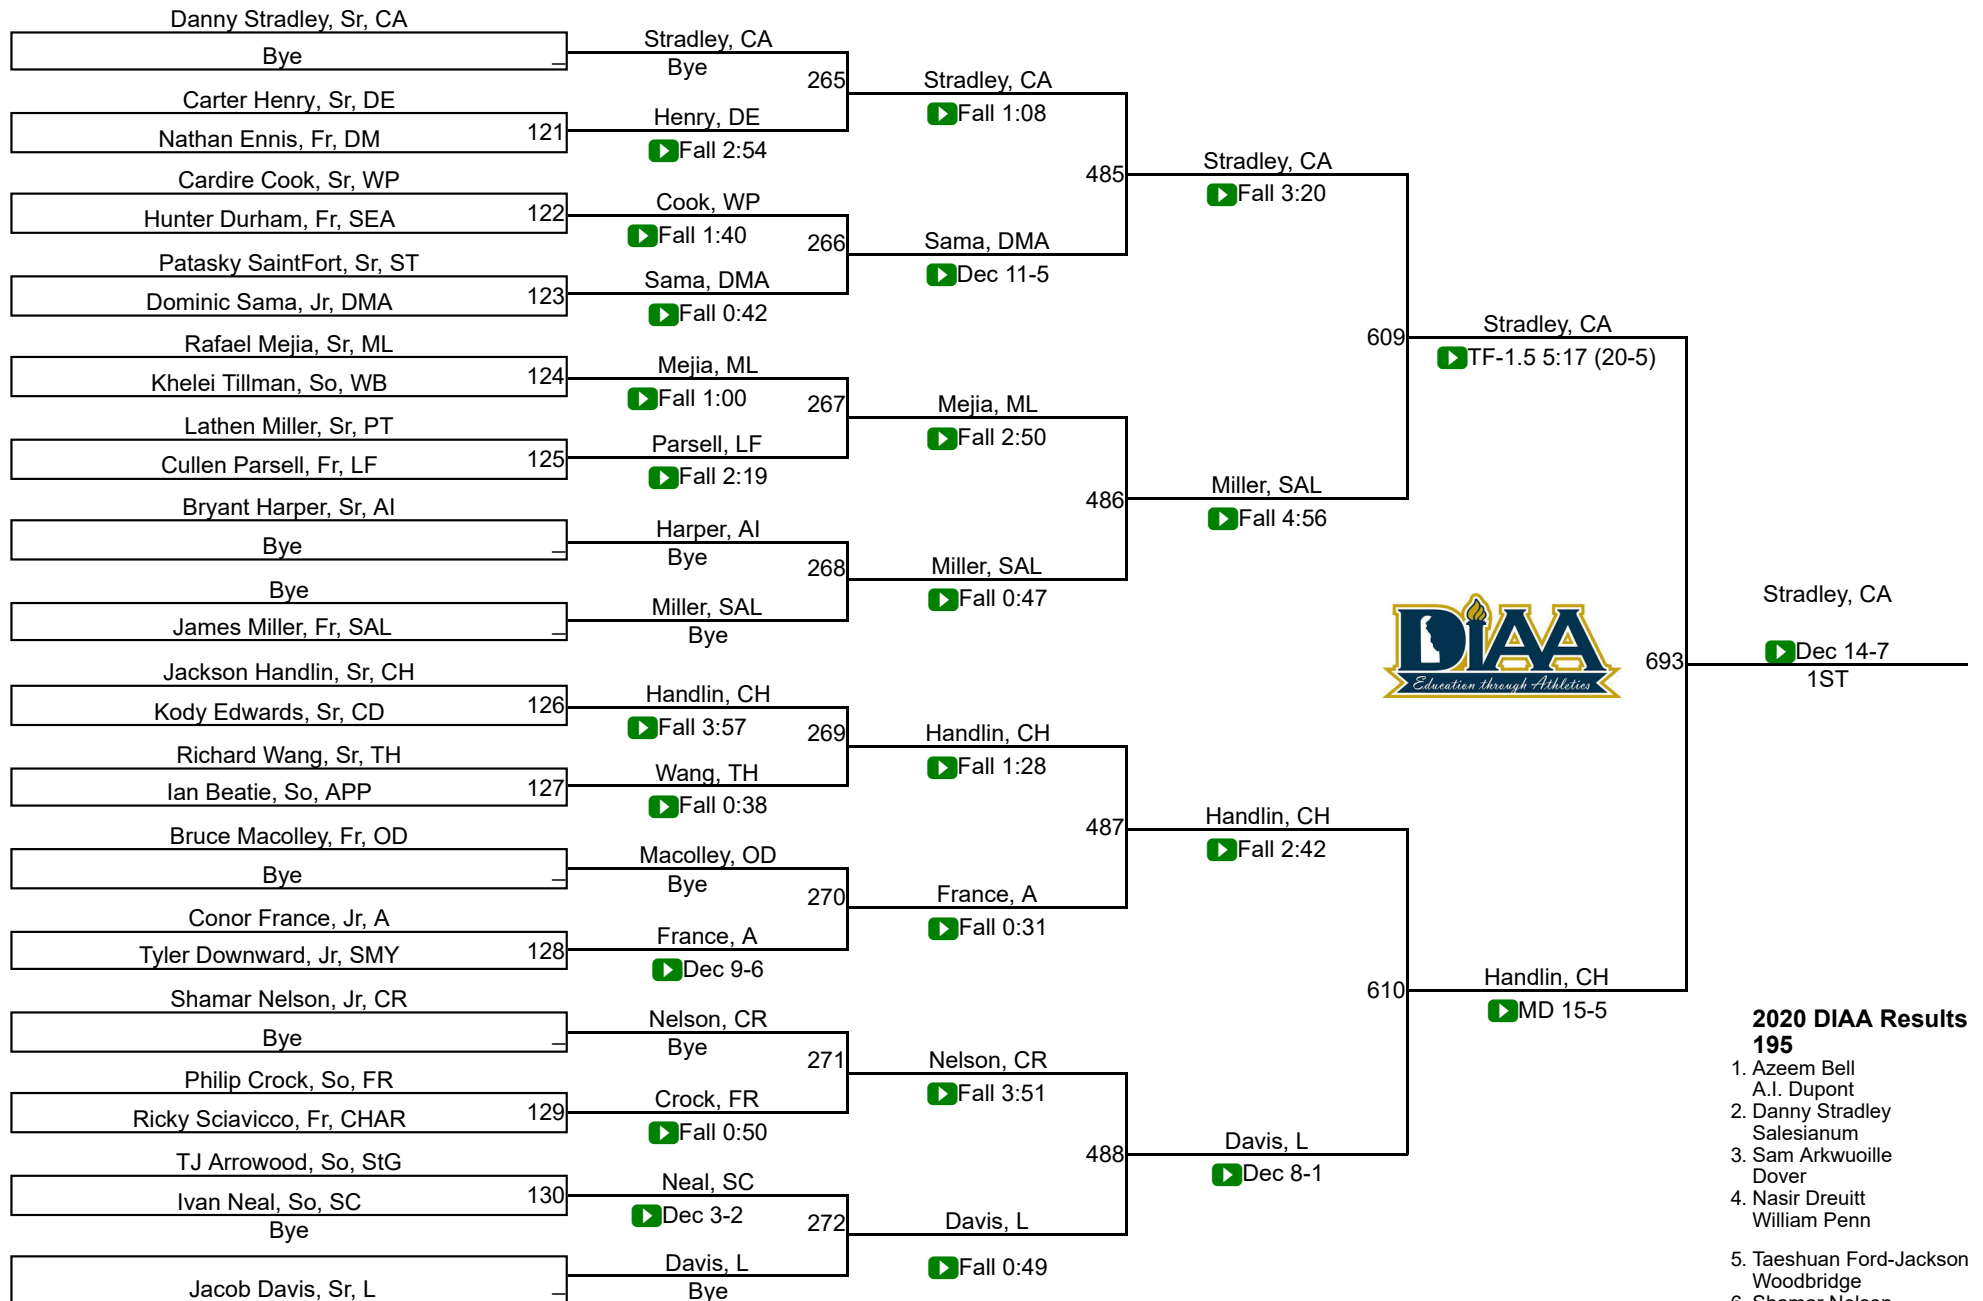 Danny Stradley, Sr, CA
Bye
_
Carter Henry, Sr, DE
Nathan Ennis, Fr, DM
121
Cardire Cook, Sr, WP
Hunter Durham, Fr, SEA
122
Patasky SaintFort, Sr, ST
Dominic Sama, Jr, DMA
123
Rafael Mejia, Sr, ML
Khelei Tillman, So, WB
124
Lathen Miller, Sr, PT
Cullen Parsell, Fr, LF
125
Bryant Harper, Sr, AI
Bye
_
Bye
James Miller, Fr, SAL
_
Jackson Handlin, Sr, CH
Kody Edwards, Sr, CD
126
Richard Wang, Sr, TH
Ian Beatie, So, APP
127
Bruce Macolley, Fr, OD
Bye
_
Conor France, Jr, A
Tyler Downward, Jr, SMY
128
Shamar Nelson, Jr, CR
Bye
_
Philip Crock, So, FR
Ricky Sciavicco, Fr, CHAR
129
TJ Arrowood, So, StG
Ivan Neal, So, SC
130
Bye
Jacob Davis, Sr, L
_
Stradley, CA
Bye
265
Henry, DE
Fall 2:54
Cook, WP
Fall 1:40
266
Sama, DMA
Fall 0:42
Mejia, ML
Fall 1:00
267
Parsell, LF
Fall 2:19
Harper, AI
Bye
268
Miller, SAL
Bye
Handlin, CH
Fall 3:57
269
Wang, TH
Fall 0:38
Macolley, OD
Bye
270
France, A
Dec 9-6
Nelson, CR
Bye
271
Crock, FR
Fall 0:50
Neal, SC
Dec 3-2
272
Davis, L
Bye
Stradley, CA
Fall 1:08
485
Sama, DMA
Dec 11-5
Mejia, ML
Fall 2:50
486
Miller, SAL
Fall 0:47
Handlin, CH
Fall 1:28
487
France, A
Fall 0:31
Nelson, CR
Fall 3:51
488
Davis, L
Fall 0:49
Stradley, CA
Fall 3:20
609
Miller, SAL
Fall 4:56
Handlin, CH
Fall 2:42
610
Davis, L
Dec 8-1
Stradley, CA
TF-1.5 5:17 (20-5)
693
Handlin, CH
MD 15-5
DIAA
Education through Athletics
Stradley, CA
Dec 14-7
1ST
2020 DIAA Results
195
1. Azeem Bell
A.I. Dupont
2. Danny Stradley
Salesianum
3. Sam Arkwuoille
Dover
4. Nasir Dreuitt
William Penn
5. Taeshuan Ford-Jackson
Woodbridge
6. Shamar Nelson